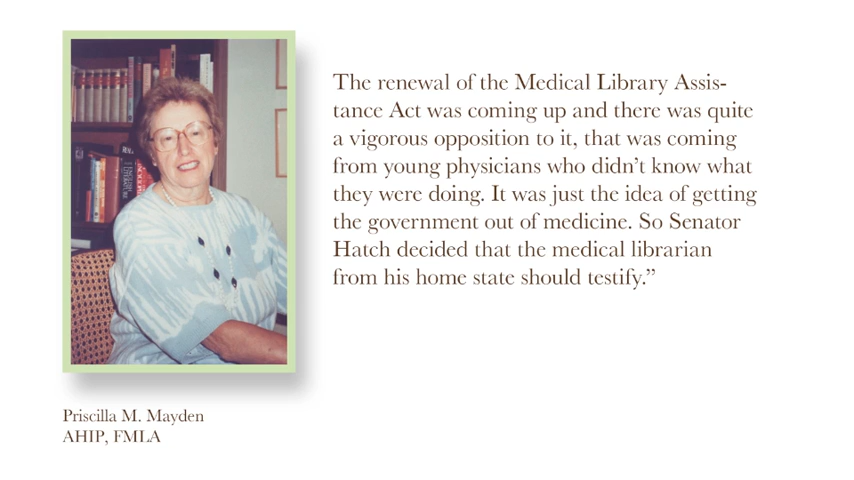 The renewal of the Medical Library Assis-
tance Act was coming up and there was quite
a vigorous opposition to it, that was coming
from young physicians who didn’t know what
they were doing. It was just the idea of getting
the government out of medicine. So Senator
Hatch decided that the medical librarian
from his home state should testify.”
Priscilla M. Mayden
AHIP, FMLA